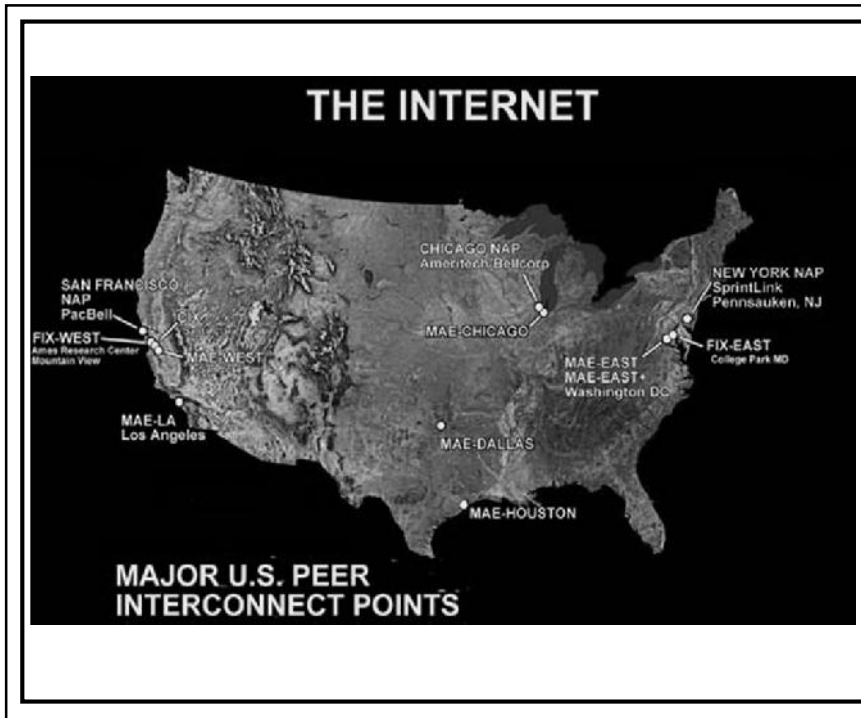 THE INTERNET
CHICAGO NAP
Ameritech Bellcorp
SAN FRANCISCO
NAP
PacBell
NEW YORK NAP
SprintLink
Pennsauken, NJ
CIX
FIX-WEST
Ames Research Center
Mountain View
MAE-WEST
MAE-CHICAGO
MAE-EAST
MAE-EAST+
Washington DC
FIX-EAST
College Park MD
MAE-LA
Los Angeles
MAE-DALLAS
MAE-HOUSTON
MAJOR U.S. PEER
INTERCONNECT POINTS